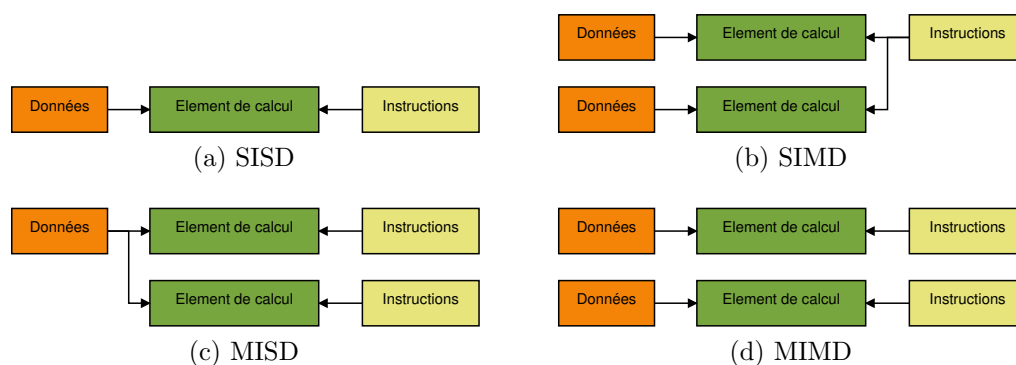 Données Element de calcul Instructions
Données Element de calcul
(b) SIMD
Données Element de calcul Instructions
(a) SISD
Données Element de calcul Instructions
Element de calcul Instructions
(c) MISD
Données Element de calcul Instructions
Données Element de calcul Instructions
(d) MIMD